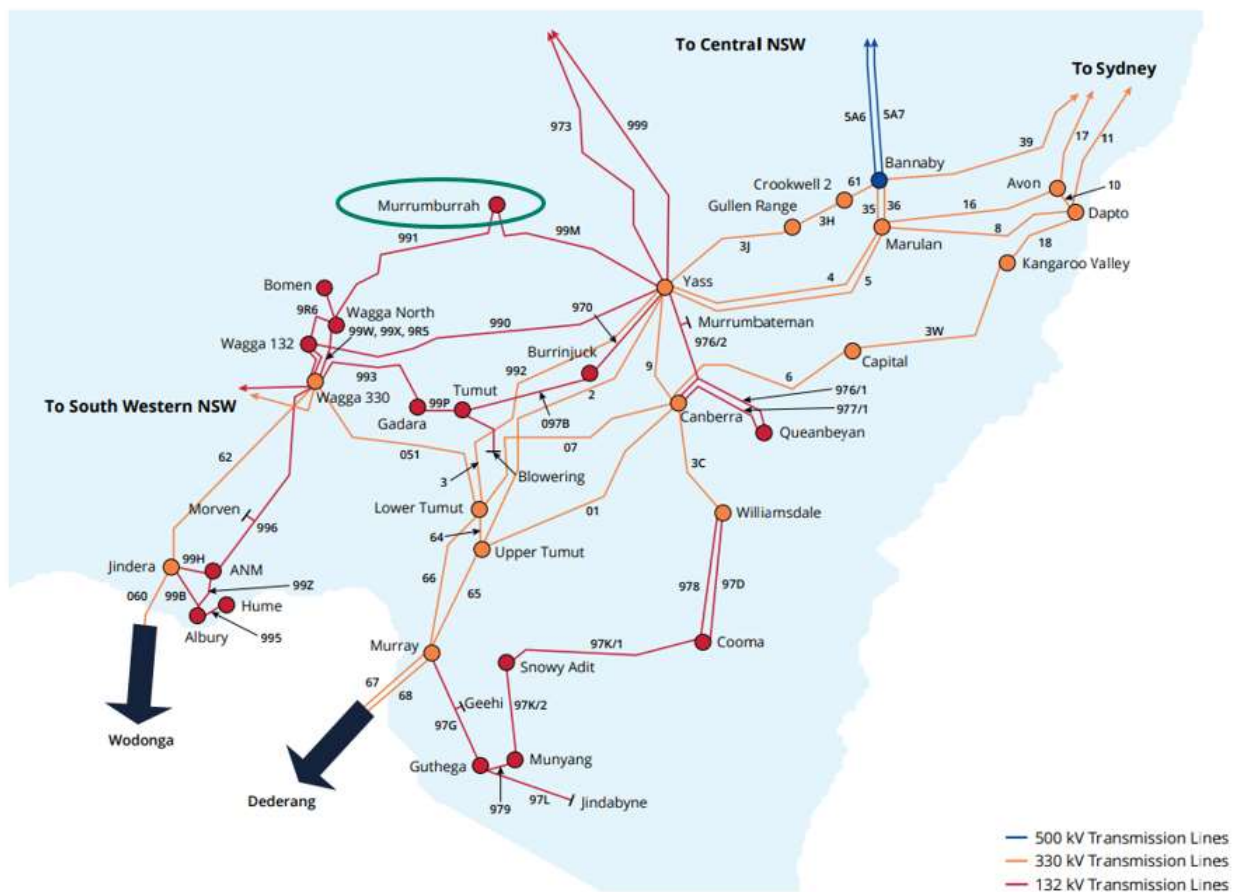 To Central NSW
To Sydney
973
999
5A6
5A7
39
17
11
Bannaby
Crookwell 2
61
Avon
10
Murrumburrah
Gullen Range
35
36
16
Dapto
3H
Marulan
8
18
991
99M
3J
Kangaroo Valley
4
5
Yass
Bomen
9R6
Wagga North
970
Murrumbateman
99W, 99X, 9R5
990
976/2
3W
Wagga 132
Burrinjuck
9
Capital
993
992
6
976/1
To South Western NSW
Wagga 330
Tumut
2
977/1
99P
Gadara
Canberra
097B
Queanbeyan
07
62
051
3C
3
Blowering
Morven
Lower Tumut
01
Williamsdale
996
64
Upper Tumut
Jindera
99H
ANM
66
99Z
65
978
97D
060
99B
Hume
Albury
995
97K/1
Cooma
Murray
Snowy Adit
67
68
Geehi
97K/2
97G
Wodonga
Guthega
Munyang
Dederang
979
97L
Jindabyne
500 kV Transmission Lines
330 kV Transmission Lines
132 kV Transmission Lines